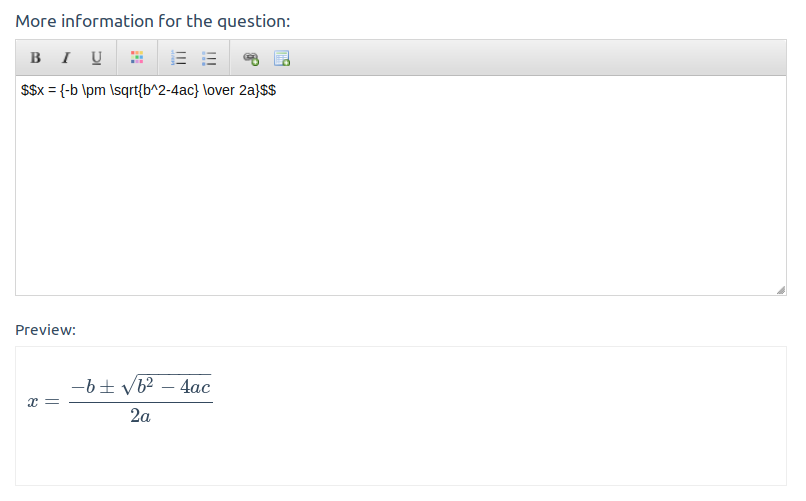 More information for the question:
B I U
$$x = {-b \pm \sqrt{b^2-4ac} \over 2a}$$
Preview:
x = \frac{-b \pm \sqrt{b^2 - 4ac}}{2a}